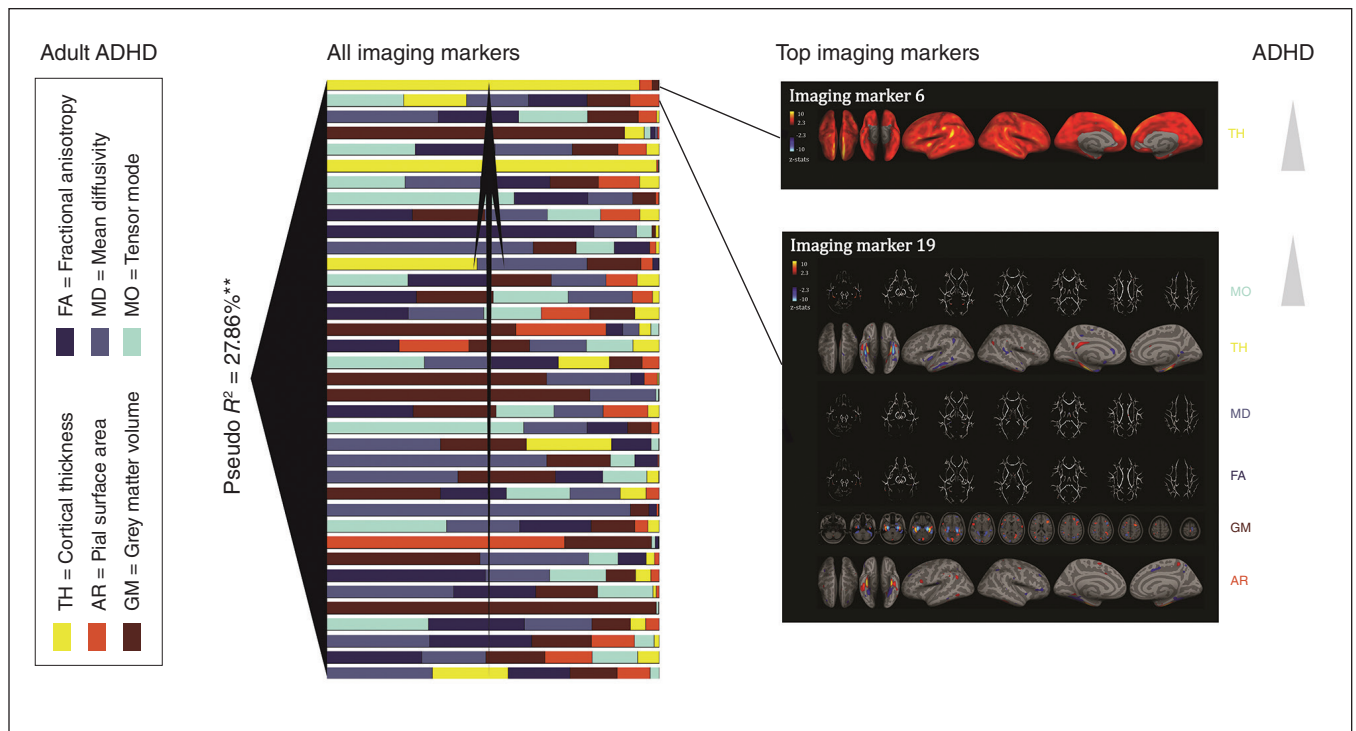 Adult ADHD
All imaging markers
Top imaging markers
ADHD
TH = Cortical thickness
AR = Pial surface area
GM = Grey matter volume
FA = Fractional anisotropy
MD = Mean diffusivity
MO = Tensor mode
Pseudo R² = 27.86%**
Imaging marker 6
10
2.3
-2.3
-10
z-stats
TH
Imaging marker 19
10
2.3
-2.3
-10
z-stats
MO
TH
MD
FA
GM
AR